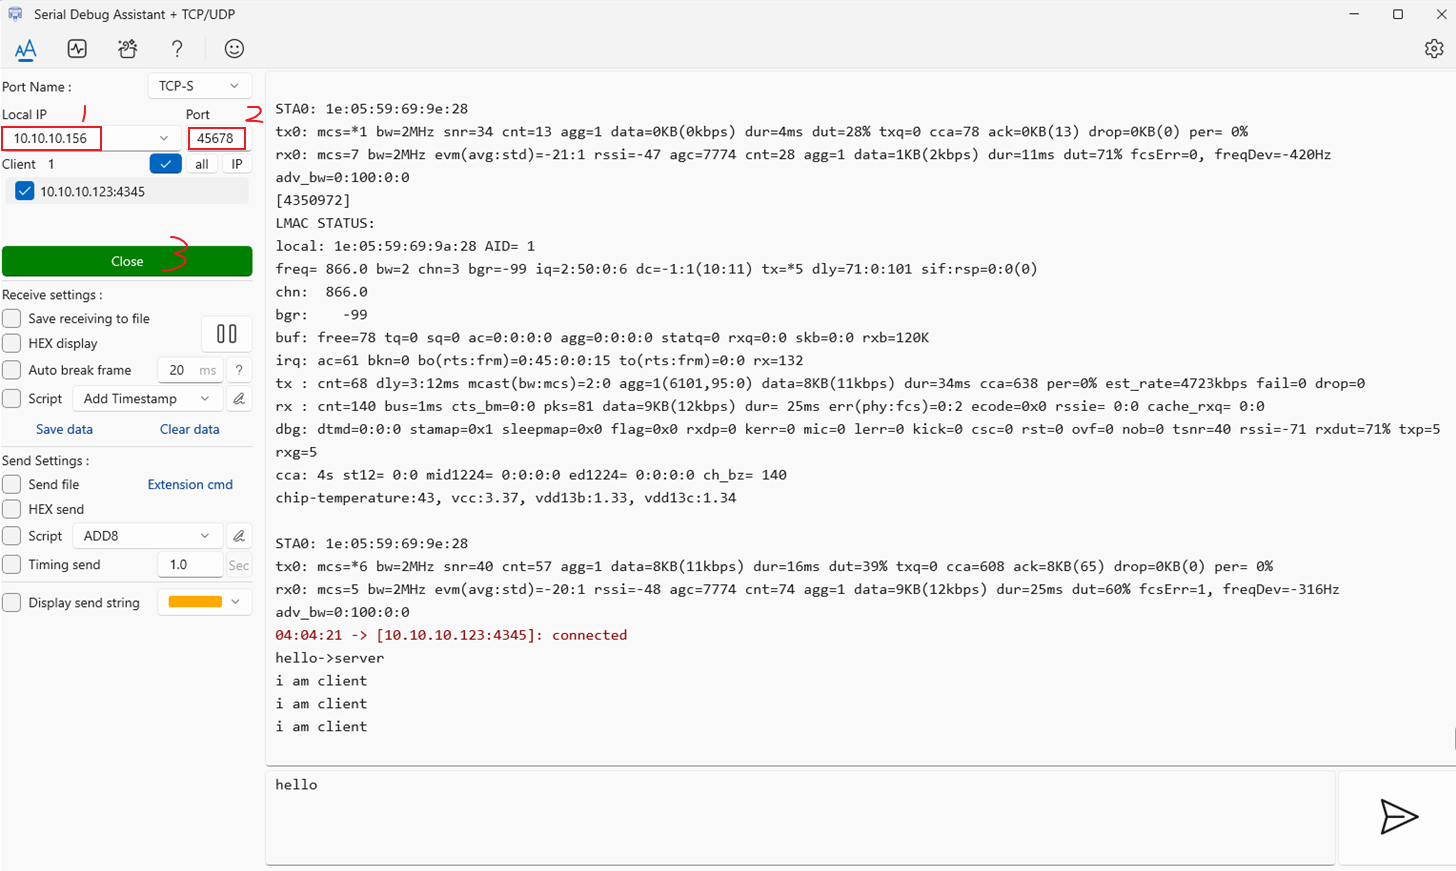 Serial Debug Assistant + TCP/UDP
Port Name :
TCP-S
Local IP
1
Port
2
10.10.10.156
45678
Client 1
all
IP
10.10.10.123:4345
Close
3
Receive settings :
Save receiving to file
HEX display
Auto break frame
20 ms
?
Script
Add Timestamp
Save data
Clear data
Send Settings :
Send file
Extension cmd
HEX send
Script
ADD8
Timing send
1.0
Sec
Display send string
STA0: 1e:05:59:69:9e:28
tx0: mcs=*1 bw=2MHz snr=34 cnt=13 agg=1 data=0KB(0kbps) dur=4ms dut=28% txq=0 cca=78 ack=0KB(13) drop=0KB(0) per= 0%
rx0: mcs=7 bw=2MHz evm(avg:std)=-21:1 rssi=-47 agc=7774 cnt=28 agg=1 data=1KB(2kbps) dur=11ms dut=71% fcsErr=0, freqDev=-420Hz
adv_bw=0:100:0:0
[4350972]
LMAC STATUS:
local: 1e:05:59:69:9a:28 AID= 1
freq= 866.0 bw=2 chn=3 bgr=-99 iq=2:50:0:6 dc=-1:1(10:11) tx=*5 dly=71:0:101 sif:rsp=0:0(0)
chn:  866.0
bgr:    -99
buf: free=78 tq=0 sq=0 ac=0:0:0:0 agg=0:0:0:0 statq=0 rxq=0:0 skb=0:0 rxb=120K
irq: ac=61 bkn=0 bo(rts:frm)=0:45:0:0:15 to(rts:frm)=0:0 rx=132
tx : cnt=68 dly=3:12ms mcast(bw:mcs)=2:0 agg=1(6101,95:0) data=8KB(11kbps) dur=34ms cca=638 per=0% est_rate=4723kbps fail=0 drop=0
rx : cnt=140 bus=1ms cts_bm=0:0 pks=81 data=9KB(12kbps) dur= 25ms err(phy:fcs)=0:2 ecode=0x0 rssie= 0:0 cache_rxq= 0:0
dbg: dtmd=0:0:0 stamap=0x1 sleepmap=0x0 flag=0x0 rxdp=0 kerr=0 mic=0 lerr=0 kick=0 csc=0 rst=0 ovf=0 nob=0 tsnr=40 rssi=-71 rxdut=71% txp=5
rxg=5
cca: 4s st12= 0:0 mid1224= 0:0:0:0 ed1224= 0:0:0:0 ch_bz= 140
chip-temperature:43, vcc:3.37, vdd13b:1.33, vdd13c:1.34
STA0: 1e:05:59:69:9e:28
tx0: mcs=*6 bw=2MHz snr=40 cnt=57 agg=1 data=8KB(11kbps) dur=16ms dut=39% txq=0 cca=608 ack=8KB(65) drop=0KB(0) per= 0%
rx0: mcs=5 bw=2MHz evm(avg:std)=-20:1 rssi=-48 agc=7774 cnt=74 agg=1 data=9KB(12kbps) dur=25ms dut=60% fcsErr=1, freqDev=-316Hz
adv_bw=0:100:0:0
04:04:21 -> [10.10.10.123:4345]: connected
hello->server
i am client
i am client
i am client
hello